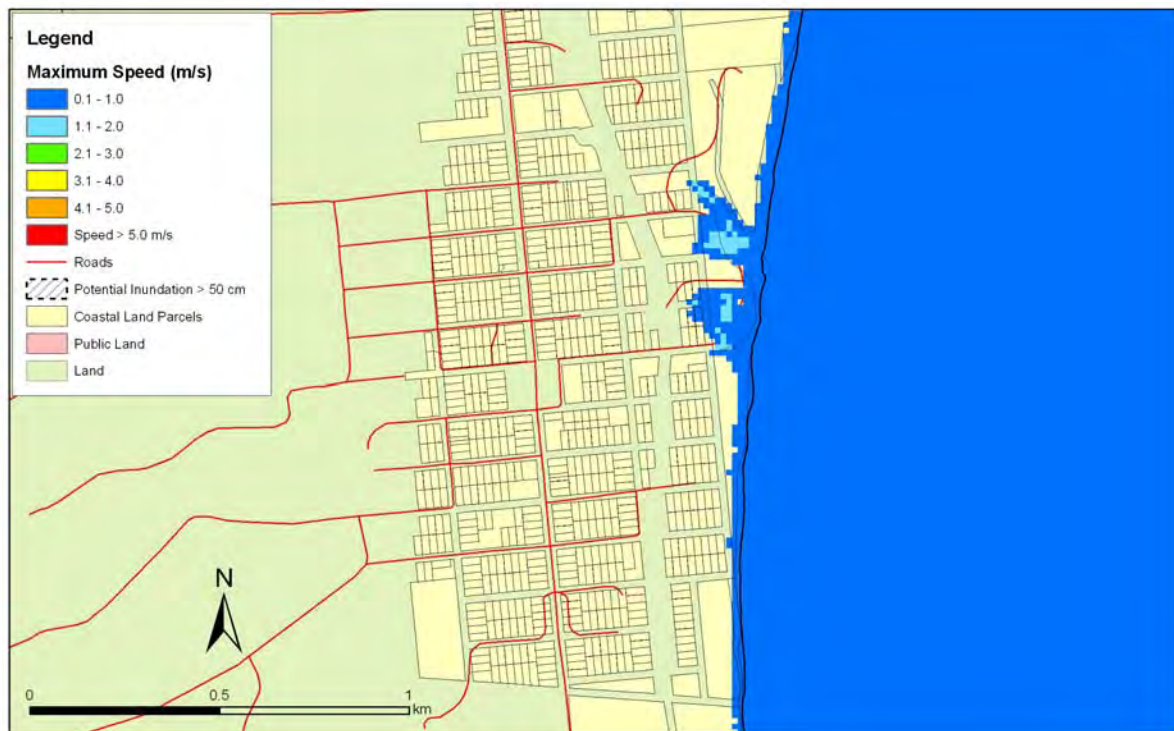 Legend
Maximum Speed (m/s)
0.1 - 1.0
1.1 - 2.0
2.1 - 3.0
3.1 - 4.0
4.1 - 5.0
Speed > 5.0 m/s
Roads
Potential Inundation > 50 cm
Coastal Land Parcels
Public Land
Land
N
0 0.5 1
km